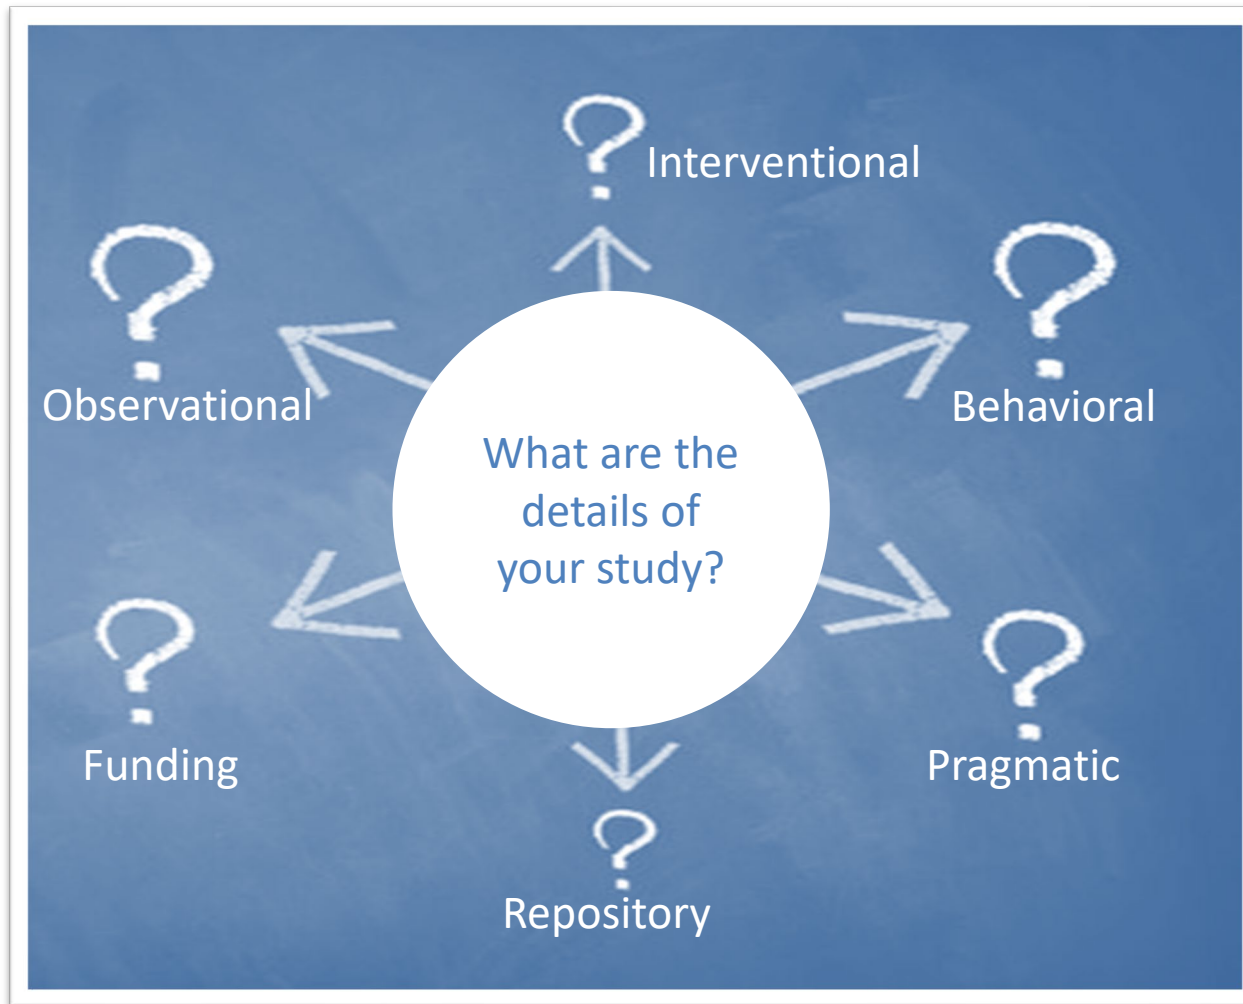 ?
Interventional
?
?
Observational
Behavioral
What are the
details of
your study?
?
?
Funding
Pragmatic
?
Repository